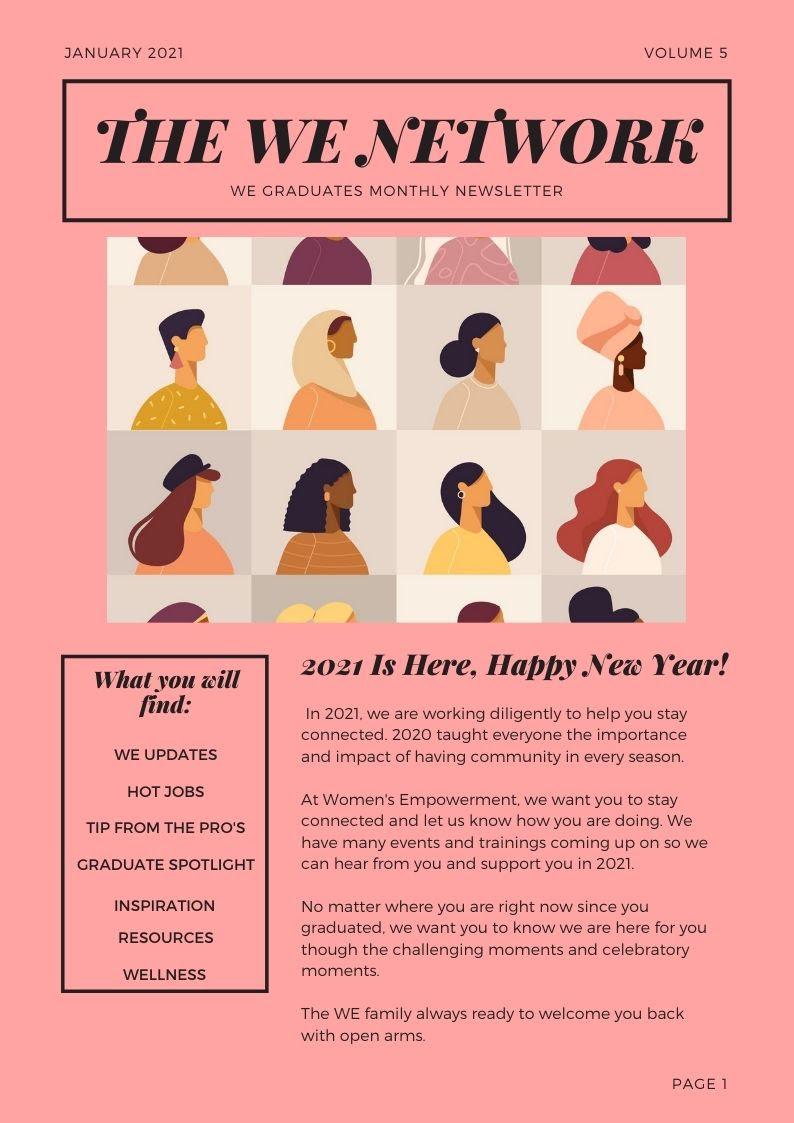 JANUARY 2021
VOLUME 5
THE WE NETWORK
WE GRADUATES MONTHLY NEWSLETTER
What you will
find:
WE UPDATES
HOT JOBS
TIP FROM THE PRO'S
GRADUATE SPOTLIGHT
INSPIRATION
RESOURCES
WELLNESS
2021 Is Here, Happy New Year!
In 2021, we are working diligently to help you stay
connected. 2020 taught everyone the importance
and impact of having community in every season.
At Women's Empowerment, we want you to stay
connected and let us know how you are doing. We
have many events and trainings coming up on so we
can hear from you and support you in 2021.
No matter where you are right now since you
graduated, we want you to know we are here for you
though the challenging moments and celebratory
moments.
The WE family always ready to welcome you back
with open arms.
PAGE 1